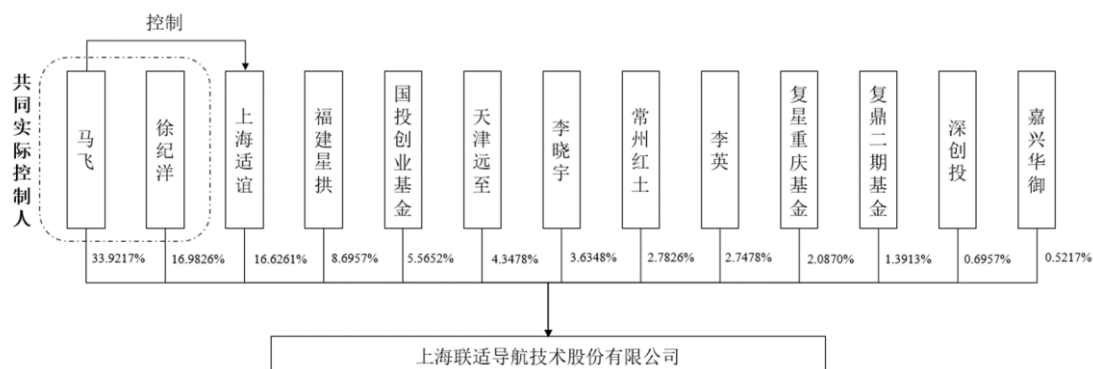 控制
共同实际控制人
马飞
徐纪洋
上海适谊
福建星拱
国投创业基金
天津远至
李晓宇
常州红土
李英
复星重庆基金
复鼎二期基金
深创投
嘉兴华御
33.9217%
16.9826%
16.6261%
8.6957%
5.5652%
4.3478%
3.6348%
2.7826%
2.7478%
2.0870%
1.3913%
0.6957%
0.5217%
上海联适导航技术股份有限公司